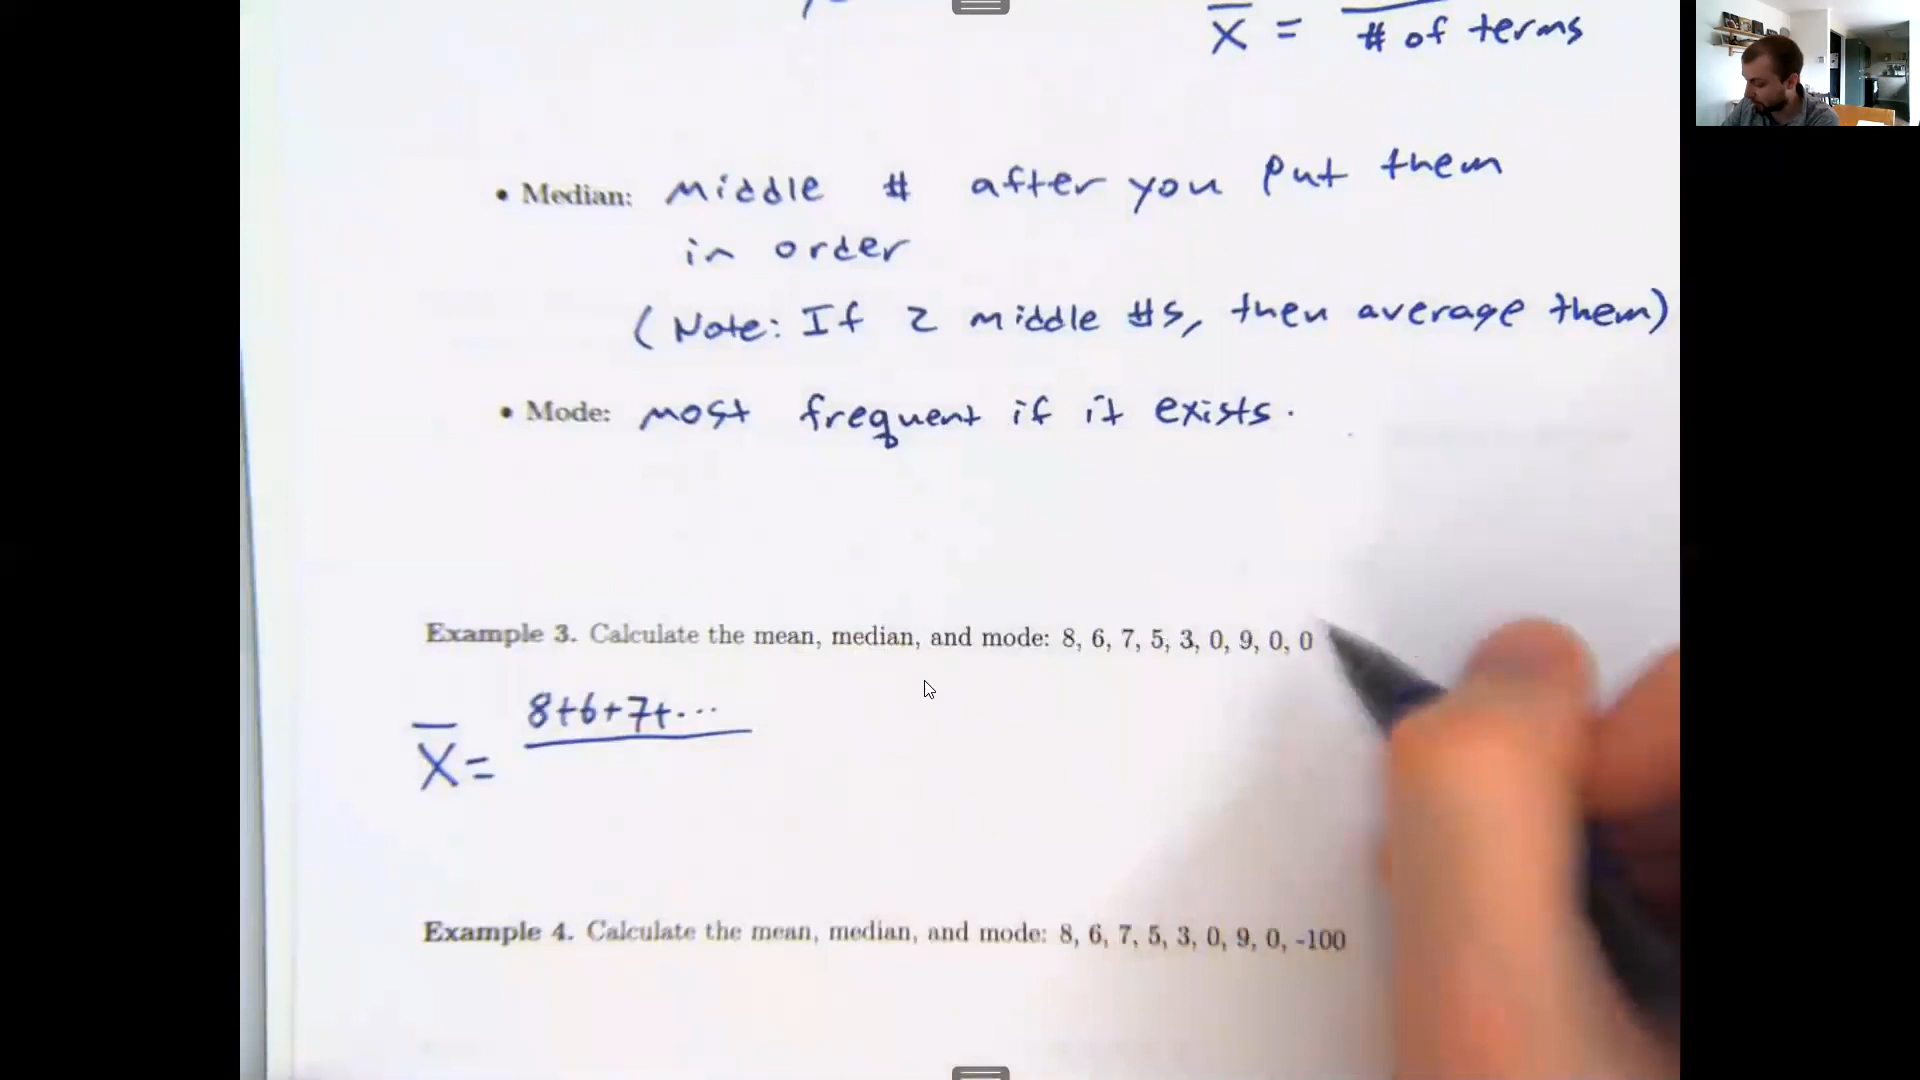 X̄ = # of terms
• Median: middle # after you put them
in order
(Note: If 2 middle #s, then average them)
• Mode: most frequent if it exists.
Example 3. Calculate the mean, median, and mode: 8, 6, 7, 5, 3, 0, 9, 0, 0
8+6+7+...
X̄ =
Example 4. Calculate the mean, median, and mode: 8, 6, 7, 5, 3, 0, 9, 0, -100